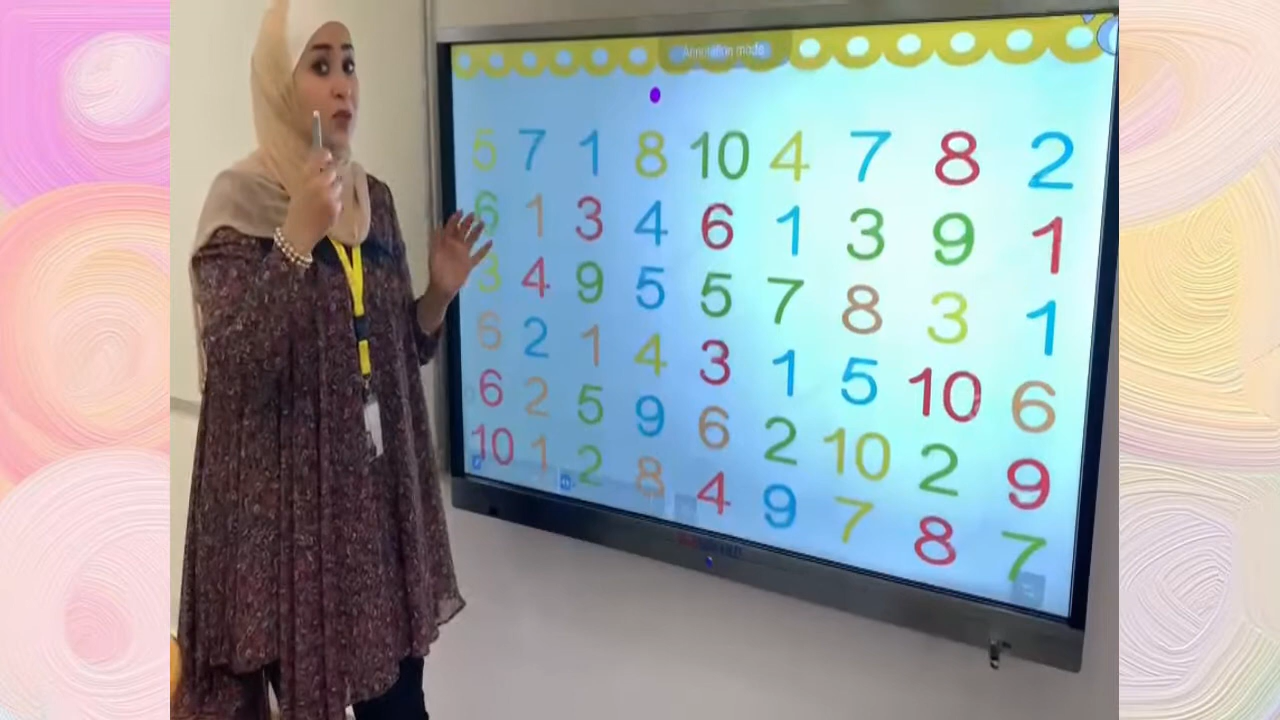 Annotation mode
5 7 1 8 10 4 7 8 2
6 1 3 4 6 1 3 9 1
3 4 9 5 5 7 8 3 1
5 2 1 4 3 1 5 10 6
6 2 5 9 6 2 10 2 9
10 1 2 8 4 9 7 8 7